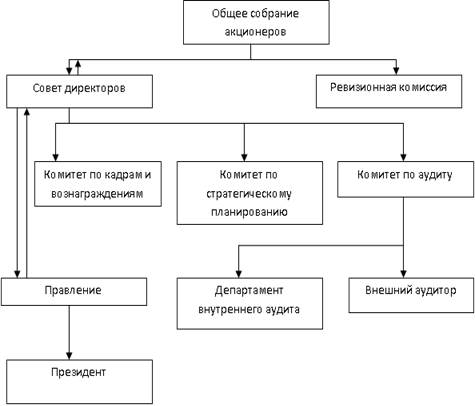 Общее собрание
акционеров
Совет директоров
Ревизионная комиссия
Комитет по кадрам и
вознаграждениям
Комитет по
стратегическому
планированию
Комитет по аудиту
Правление
Департамент
внутреннего аудита
Внешний аудитор
Президент